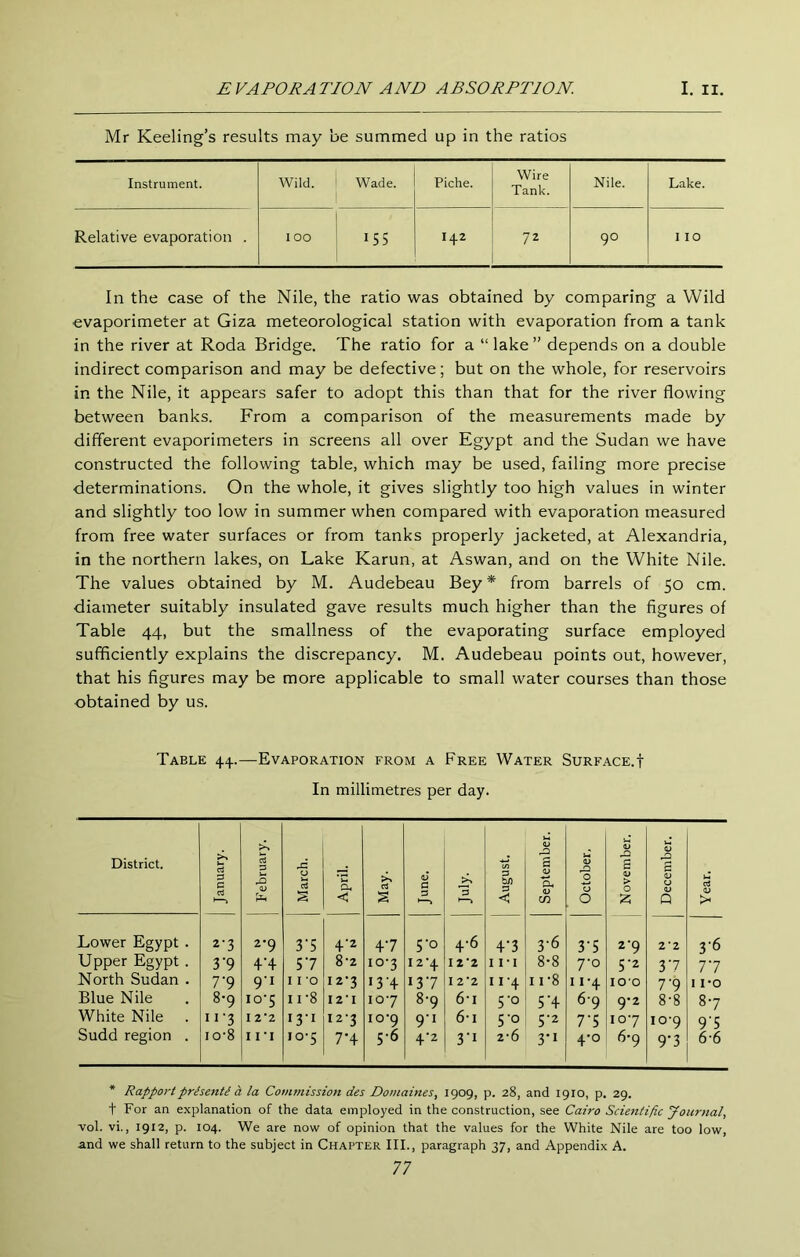 EVAPORATION AND ABSORPTION. I. II.
Mr Keeling's results may be summed up in the ratios
Instrument. Wild. Wade. Piche. Wire Tank. Nile. Lake.
Relative evaporation . 100 155 142 72 90 110
In the case of the Nile, the ratio was obtained by comparing a Wild
evaporimeter at Giza meteorological station with evaporation from a tank
in the river at Roda Bridge. The ratio for a “lake” depends on a double
indirect comparison and may be defective; but on the whole, for reservoirs
in the Nile, it appears safer to adopt this than that for the river flowing
between banks. From a comparison of the measurements made by
different evaporimeters in screens all over Egypt and the Sudan we have
constructed the following table, which may be used, failing more precise
determinations. On the whole, it gives slightly too high values in winter
and slightly too low in summer when compared with evaporation measured
from free water surfaces or from tanks properly jacketed, at Alexandria,
in the northern lakes, on Lake Karun, at Aswan, and on the White Nile.
The values obtained by M. Audebeau Bey* from barrels of 50 cm.
diameter suitably insulated gave results much higher than the figures of
Table 44, but the smallness of the evaporating surface employed
sufficiently explains the discrepancy. M. Audebeau points out, however,
that his figures may be more applicable to small water courses than those
obtained by us.
Table 44.—Evaporation from a Free Water Surface.†
In millimetres per day.
District. January. February. March. April. May. June. July. August. September. October. November. December. Year.
Lower Egypt . 2·3 2·9 3·5 4·2 4·7 5·0 4·6 4·3 3·6 3·5 2·9 2·2 3·6
Upper Egypt . 3·9 4·4 5·7 8·2 10·3 12·4 12·2 11·1 8·8 7·0 5·2 3·7 7·7
North Sudan . 7·9 9·1 11·0 12·3 13·4 13·7 12·2 11·4 11·8 11·4 10·0 7·9 11·0
Blue Nile . 8·9 10·5 11·8 12·1 10·7 8·9 6·1 5·0 5·4 6·9 9·2 8·8 8·7
White Nile . 11·3 12·2 13·1 12·3 10·9 9·1 6·1 5·0 5·2 7·5 10·7 10·9 9·5
Sudd region . 10·8 11·1 10·5 7·4 5·6 4·2 3·1 2·6 3·1 4·0 6·9 9·3 6·6
* Rapport présenté à la Commission des Domaines, 1909, p. 28, and 1910, p. 29.
† For an explanation of the data employed in the construction, see Cairo Scientific Journal,
vol. vi., 1912, p. 104. We are now of opinion that the values for the White Nile are too low,
and we shall return to the subject in Chapter III., paragraph 37, and Appendix A.
77